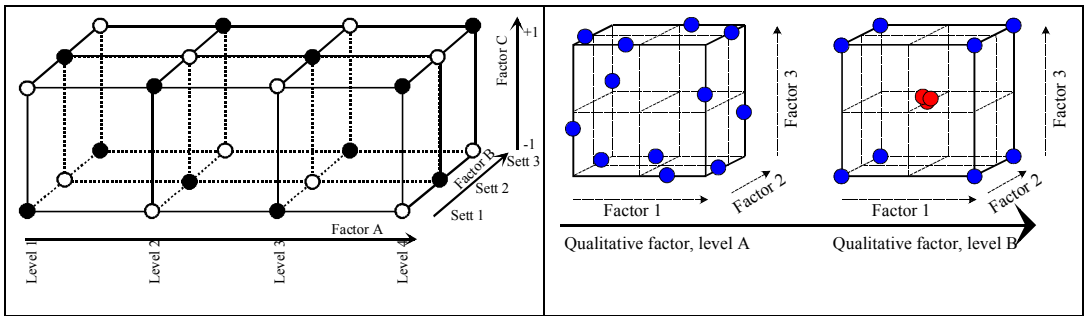 +1
Factor C
-1
Factor B
Sett 3
Sett 2
Sett 1
Factor A
Level 1
Level 2
Level 3
Level 4
Factor 3
Factor 2
Factor 1
Qualitative factor, level A
Factor 3
Factor 2
Factor 1
Qualitative factor, level B